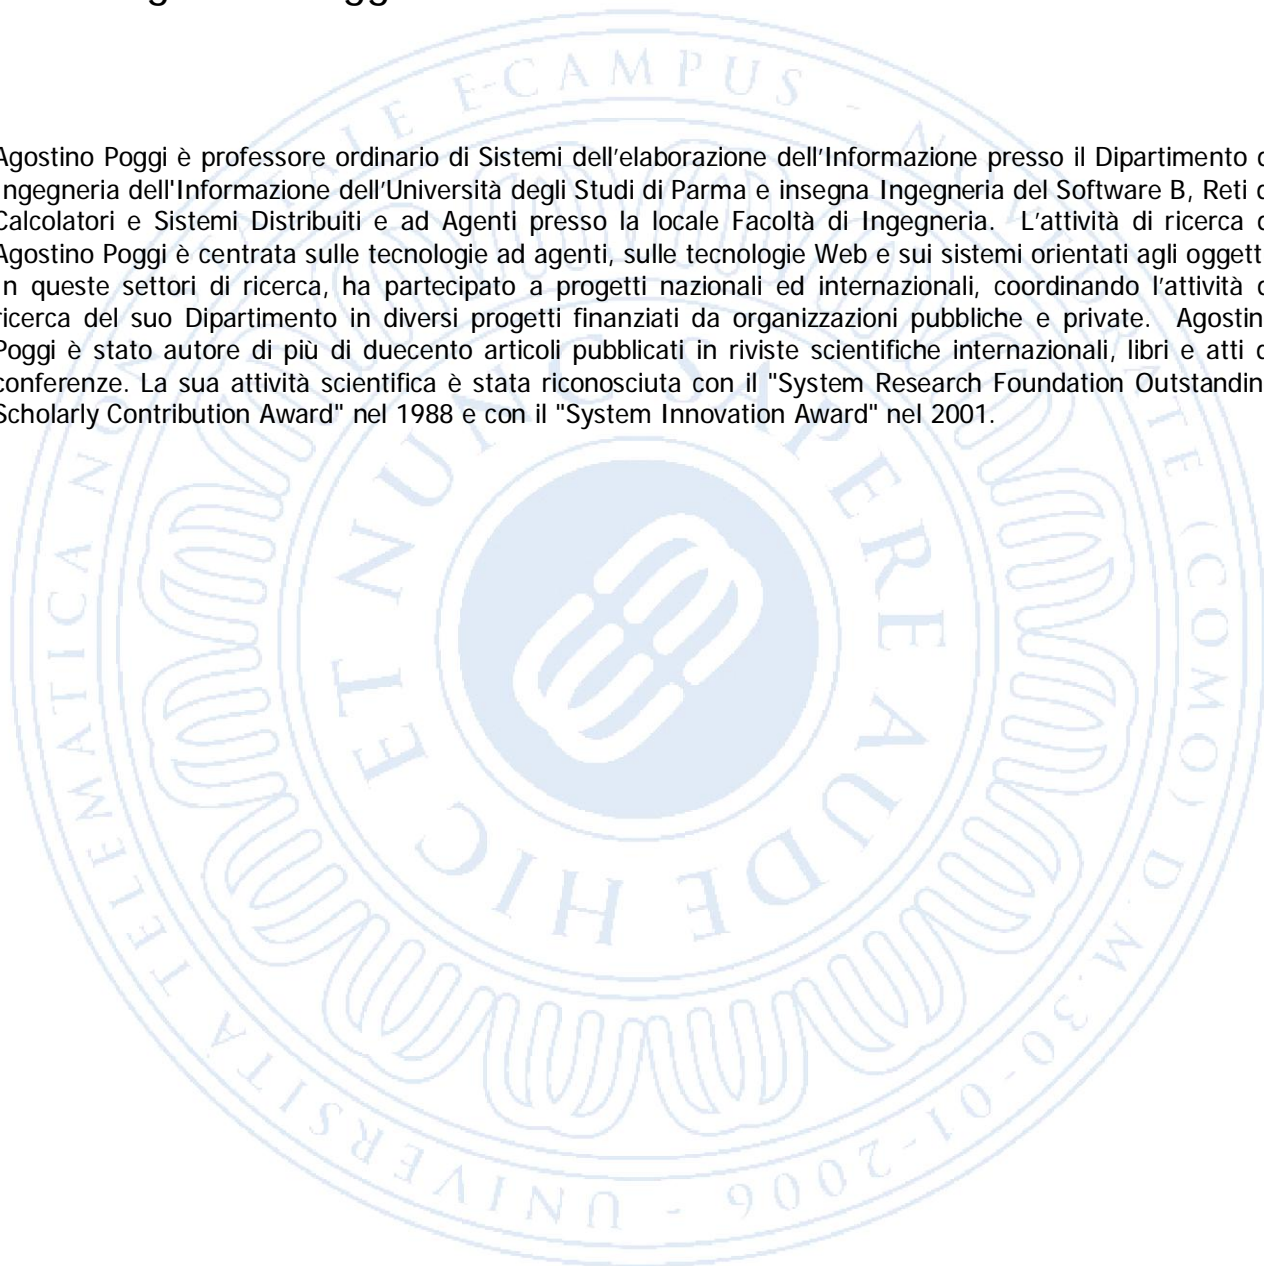 Agostino Poggi è professore ordinario di Sistemi dell'elaborazione dell'Informazione presso il Dipartimento d
ngegneria dell'Informazione dell'Università degli Studi di Parma e insegna Ingegneria del Software B, Reti d
Calcolatori e Sistemi Distribuiti e ad Agenti presso la locale Facoltà di Ingegneria. L'attività di ricerca d
Agostino Poggi è centrata sulle tecnologie ad agenti, sulle tecnologie Web e sui sistemi orientati agli oggett
n queste settori di ricerca, ha partecipato a progetti nazionali ed internazionali, coordinando l'attività d
ricerca del suo Dipartimento in diversi progetti finanziati da organizzazioni pubbliche e private. Agostin
Poggi è stato autore di più di duecento articoli pubblicati in riviste scientifiche internazionali, libri e atti d
conferenze. La sua attività scientifica è stata riconosciuta con il "System Research Foundation Outstandin
Scholarly Contribution Award" nel 1988 e con il "System Innovation Award" nel 2001.
UNIVERSITÀ TELEMATICA NON STATALE E-CAMPUS - NOVEDRATE (COMO) D.M. 30-01-2006 -
HIC ET NUNC SAPERE AUDE